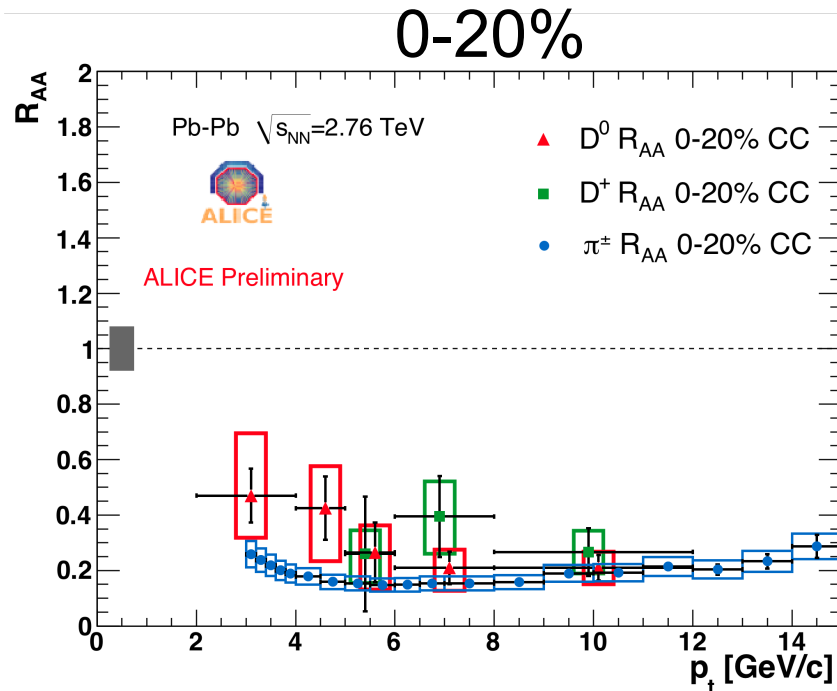 0-20%
R_AA
2
1.8
1.6
1.4
1.2
1
0.8
0.6
0.4
0.2
0
Pb-Pb √s_NN=2.76 TeV
ALICE
ALICE Preliminary
D⁰ R_AA 0-20% CC
D⁺ R_AA 0-20% CC
π± R_AA 0-20% CC
0 2 4 6 8 10 12 14
p_t [GeV/c]